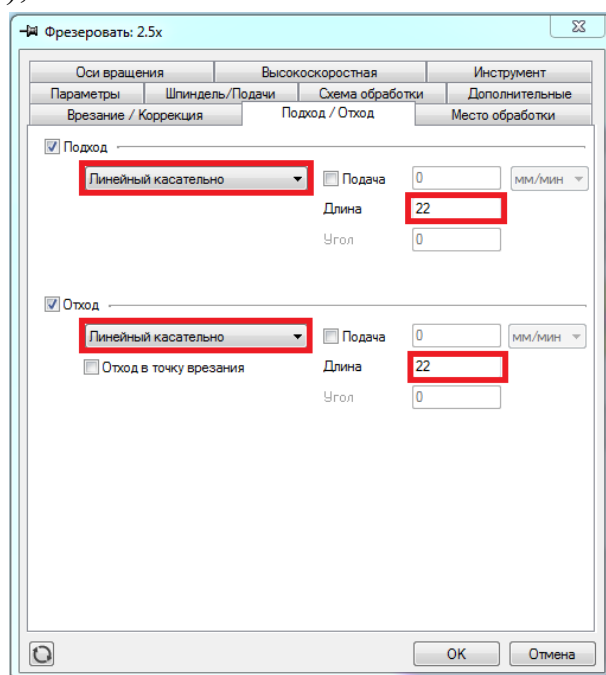 Фрезеровать: 2.5x
Оси вращения Высокоскоростная Инструмент
Параметры Шпиндель/Подачи Схема обработки Дополнительные
Врезание / Коррекция Подход / Отход Место обработки
Подход
Линейный касательно Подача 0 мм/мин
Длина 22
Угол 0
Отход
Линейный касательно Подача 0 мм/мин
Отход в точку врезания Длина 22
Угол 0
OK Отмена